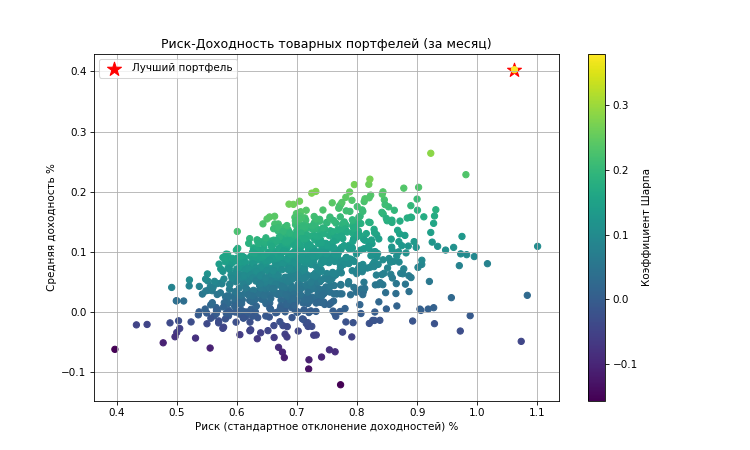 Риск-Доходность товарных портфелей (за месяц)
Лучший портфель
Средняя доходность %
0.4
0.3
0.2
0.1
0.0
−0.1
0.4 0.5 0.6 0.7 0.8 0.9 1.0 1.1
Риск (стандартное отклонение доходностей) %
0.3
0.2
0.1
0.0
−0.1
Коэффициент Шарпа